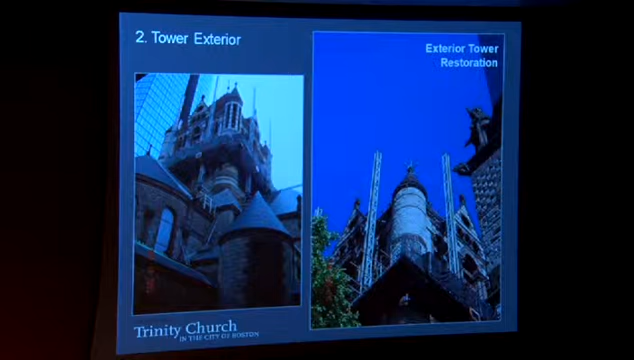 2. Tower Exterior
Exterior Tower
Restoration
Trinity Church
IN THE CITY OF BOSTON